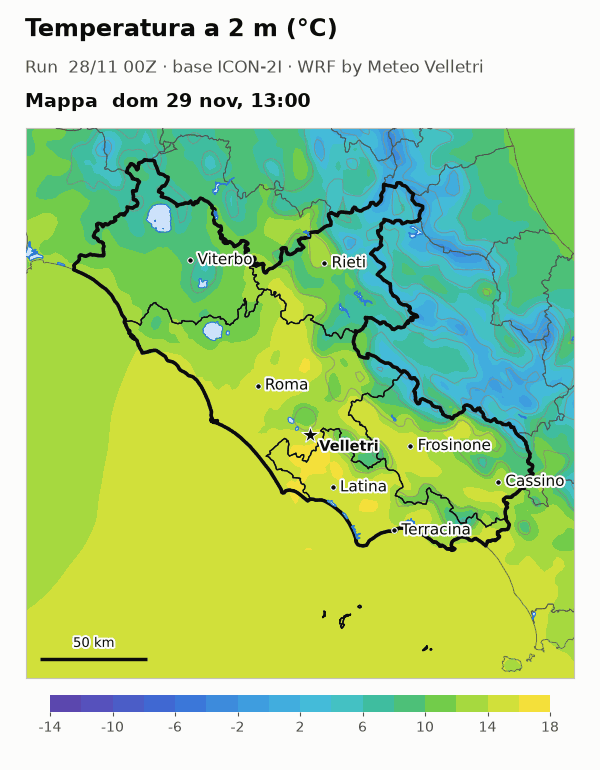 Temperatura a 2 m (°C)
Run  28/11 00Z · base ICON-2I · WRF by Meteo Velletri
Mappa  dom 29 nov, 13:00
Viterbo
Rieti
Roma
Velletri
Frosinone
Latina
Cassino
Terracina
50 km
-14 -10 -6 -2 2 6 10 14 18